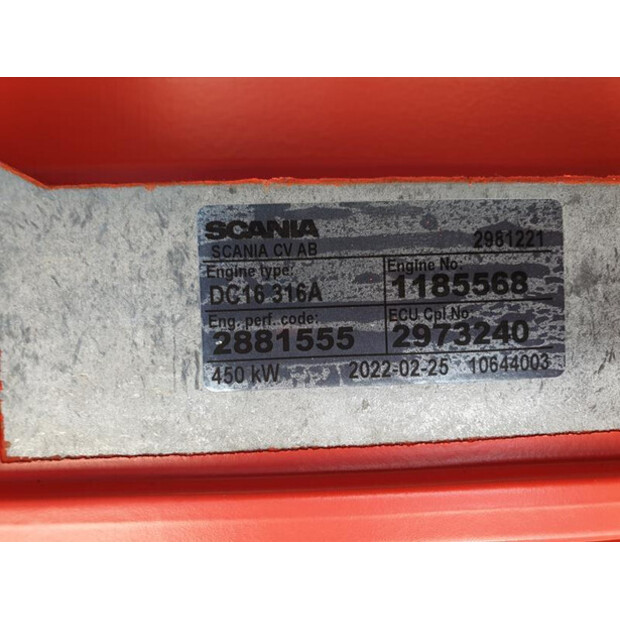 SCANIA
SCANIA CV AB 2981221
Engine type: Engine No:
DC16 316A 1185568
Eng. perf. code: ECU Cpl No
2881555 2973240
450 kW 2022-02-25 10644003